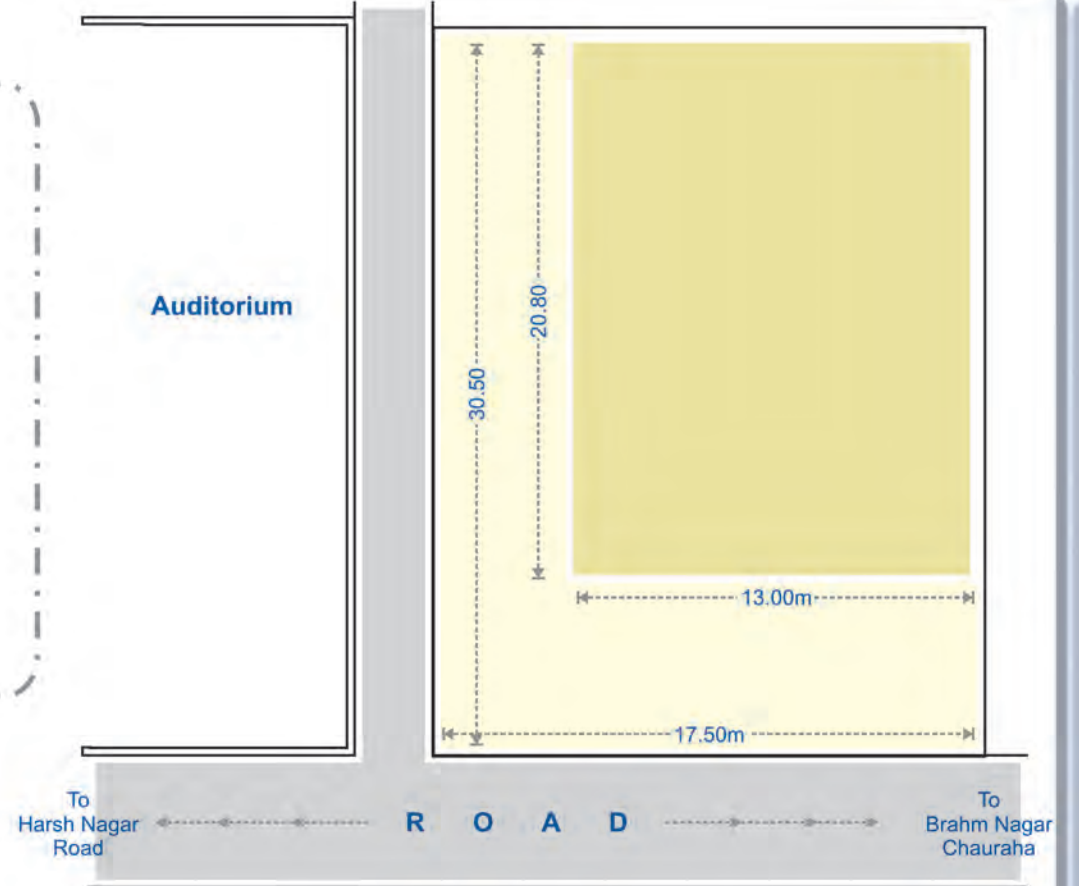 Auditorium
20.80
30.50
13.00m
17.50m
To
Harsh Nagar
Road
R O A D
To
Brahm Nagar
Chauraha